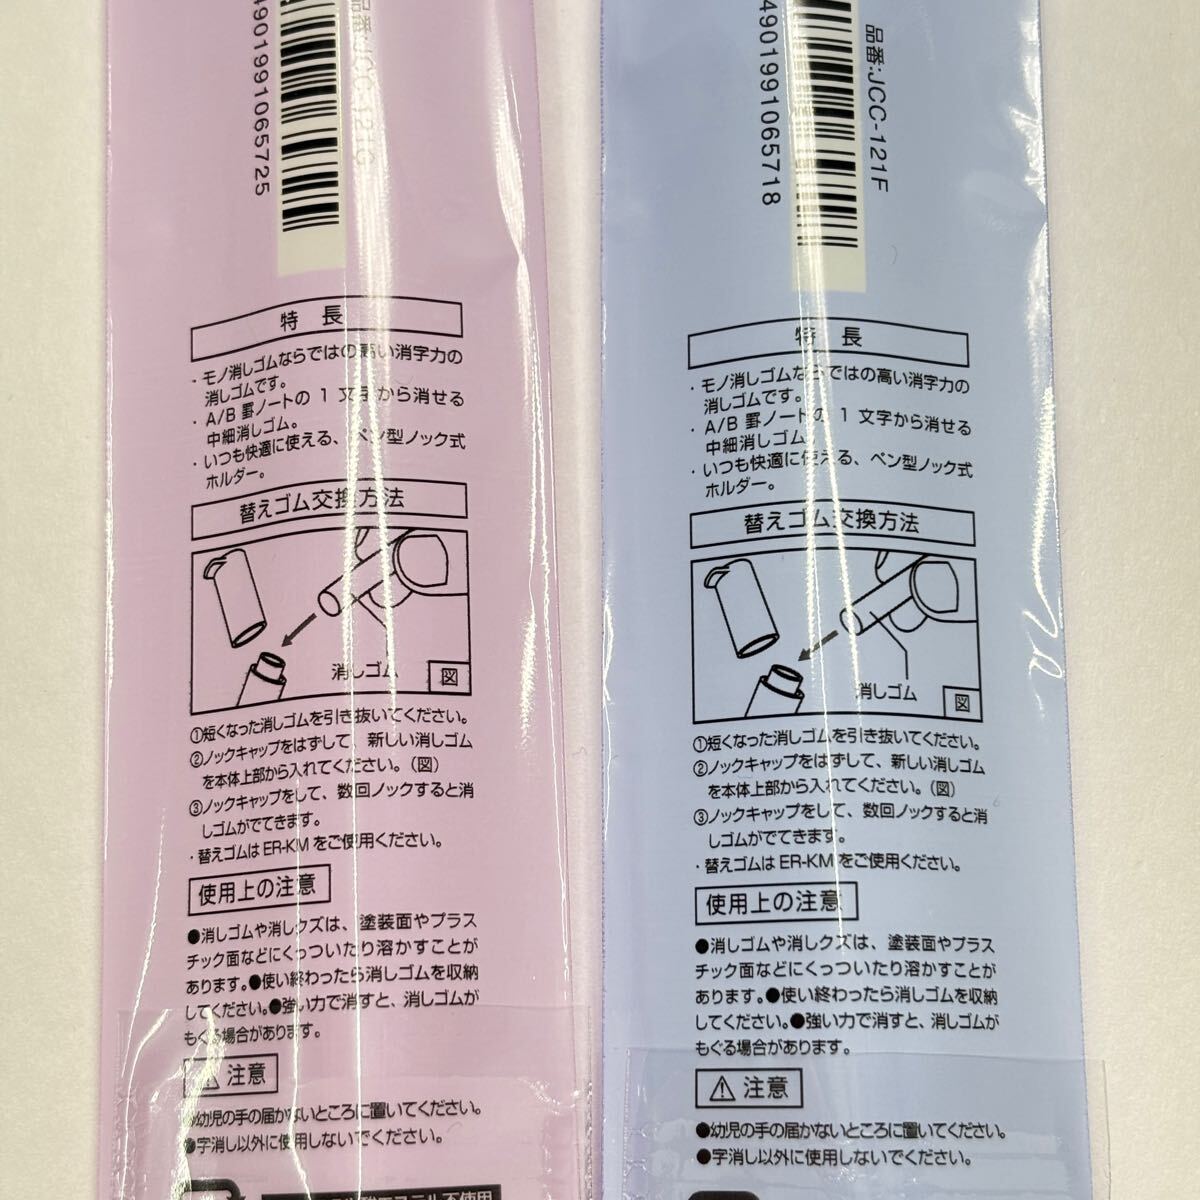 4901991065725
品番:JCC-121G
特 長
・モノ消しゴムならではの高い消字力の
消しゴムです。
・A/B 罫ノートの 1 文字から消せる
中細消しゴム。
・いつも快適に使える、ペン型ノック式
ホルダー。
替えゴム交換方法
消しゴム
図
①短くなった消しゴムを引き抜いてください。
②ノックキャップをはずして、新しい消しゴム
を本体上部から入れてください。(図)
③ノックキャップをして、数回ノックすると消
しゴムがでてきます。
・替えゴムは ER-KM をご使用ください。
使用上の注意
●消しゴムや消しクズは、塗装面やプラス
チック面などにくっついたり溶かすことが
あります。●使い終わったら消しゴムを収納
してください。●強い力で消すと、消しゴムが
もぐる場合があります。
⚠ 注意
●幼児の手の届かないところに置いてください。
●字消し以外に使用しないでください。
酸エステル不使用
4901991065718
品番:JCC-121F
特 長
・モノ消しゴムならではの高い消字力の
消しゴムです。
・A/B 罫ノートの 1 文字から消せる
中細消しゴム。
・いつも快適に使える、ペン型ノック式
ホルダー。
替えゴム交換方法
消しゴム
図
①短くなった消しゴムを引き抜いてください。
②ノックキャップをはずして、新しい消しゴム
を本体上部から入れてください。(図)
③ノックキャップをして、数回ノックすると消
しゴムがでてきます。
・替えゴムは ER-KM をご使用ください。
使用上の注意
●消しゴムや消しクズは、塗装面やプラス
チック面などにくっついたり溶かすことが
あります。●使い終わったら消しゴムを収納
してください。●強い力で消すと、消しゴムが
もぐる場合があります。
⚠ 注意
●幼児の手の届かないところに置いてください。
●字消し以外に使用しないでください。